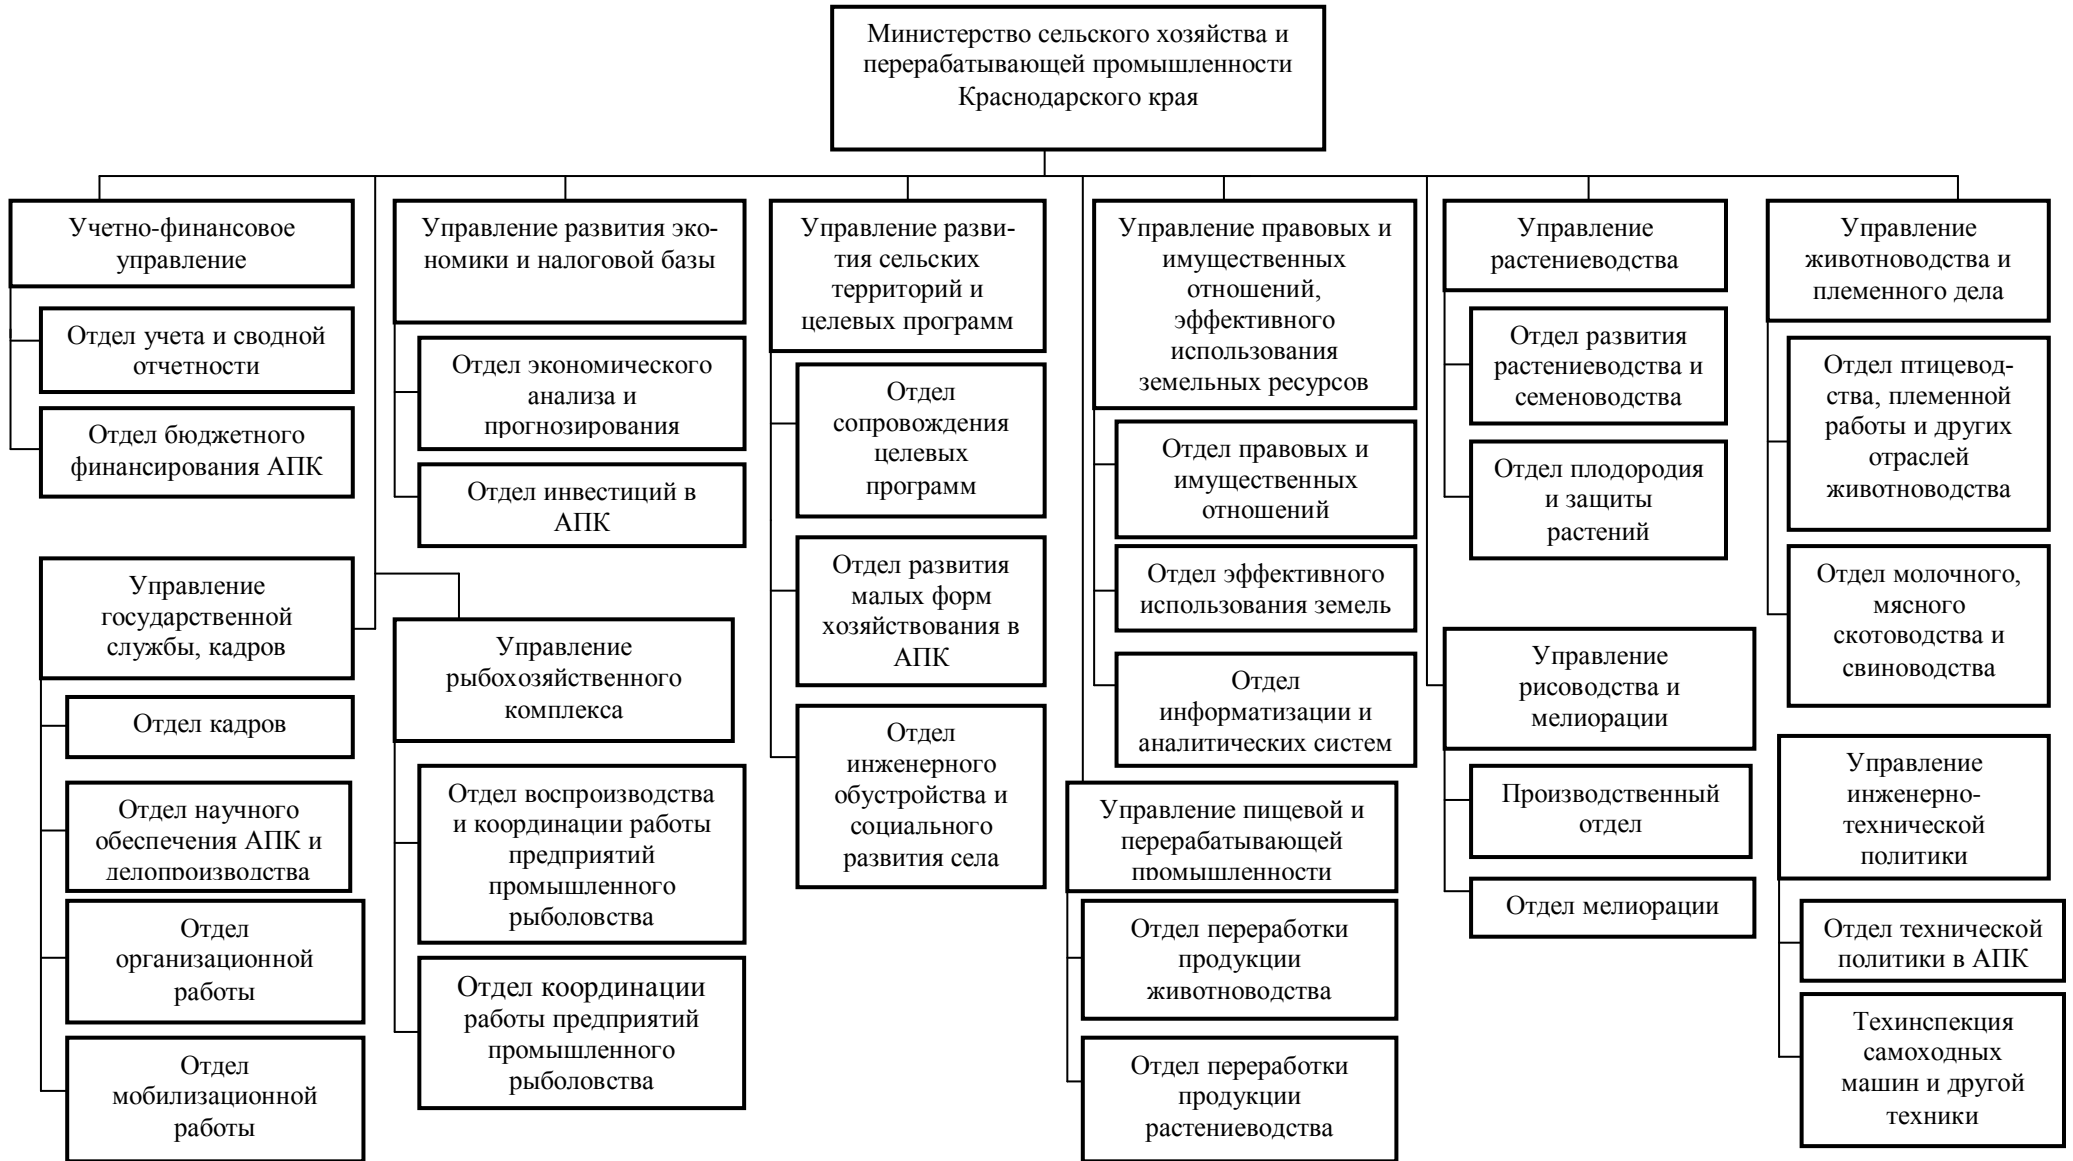 Министерство сельского хозяйства и
перерабатывающей промышленности
Краснодарского края
Учетно-финансовое
управление
Отдел учета и сводной
отчетности
Отдел бюджетного
финансирования АПК
Управление
государственной
службы, кадров
Отдел кадров
Отдел научного
обеспечения АПК и
делопроизводства
Отдел
организационной
работы
Отдел
мобилизационной
работы
Управление развития эко-
номики и налоговой базы
Отдел экономического
анализа и
прогнозирования
Отдел инвестиций в
АПК
Управление
рыбохозяйственного
комплекса
Отдел воспроизводства
и координации работы
предприятий
промышленного
рыболовства
Отдел координации
работы предприятий
промышленного
рыболовства
Управление разви-
тия сельских
территорий и
целевых программ
Отдел
сопровождения
целевых
программ
Отдел развития
малых форм
хозяйствования в
АПК
Отдел
инженерного
обустройства и
социального
развития села
Управление правовых и
имущественных
отношений,
эффективного
использования
земельных ресурсов
Отдел правовых и
имущественных
отношений
Отдел эффективного
использования земель
Отдел
информатизации и
аналитических систем
Управление пищевой и
перерабатывающей
промышленности
Отдел переработки
продукции
животноводства
Отдел переработки
продукции
растениеводства
Управление
растениеводства
Отдел развития
растениеводства и
семеноводства
Отдел плодородия
и защиты
растений
Управление
рисоводства и
мелиорации
Производственный
отдел
Отдел мелиорации
Управление
животноводства и
племенного дела
Отдел птицевод-
ства, племенной
работы и других
отраслей
животноводства
Отдел молочного,
мясного
скотоводства и
свиноводства
Управление
инженерно-
технической
политики
Отдел технической
политики в АПК
Техинспекция
самоходных
машин и другой
техники